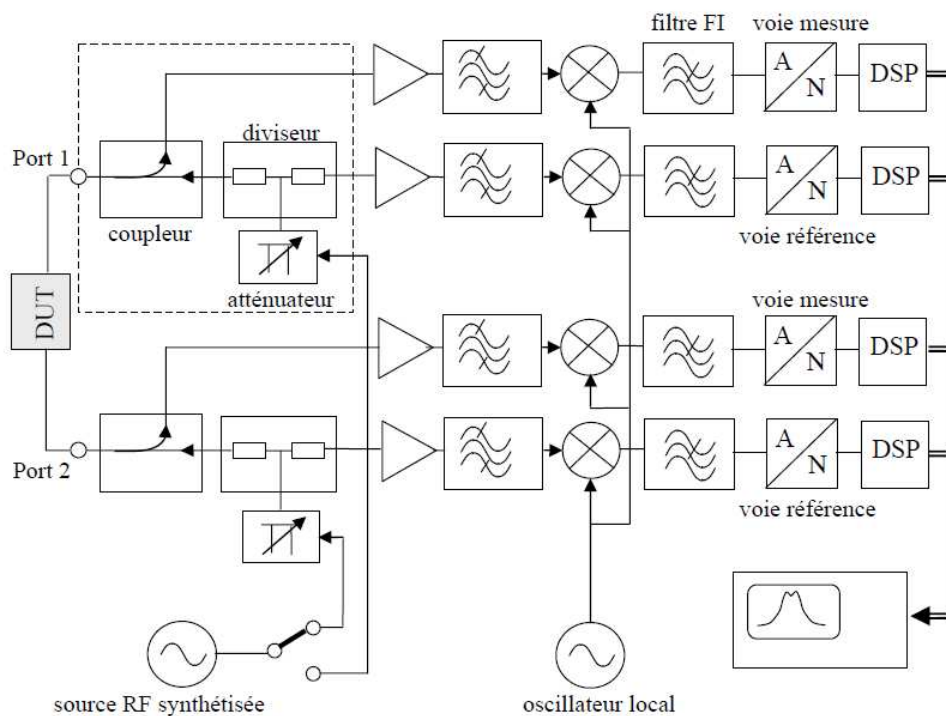 filtre FI
voie mesure
A
N
DSP
Port 1
diviseur
coupleur
A
N
DSP
voie référence
atténuateur
DUT
voie mesure
A
N
DSP
Port 2
A
N
DSP
voie référence
source RF synthétisée
oscillateur local